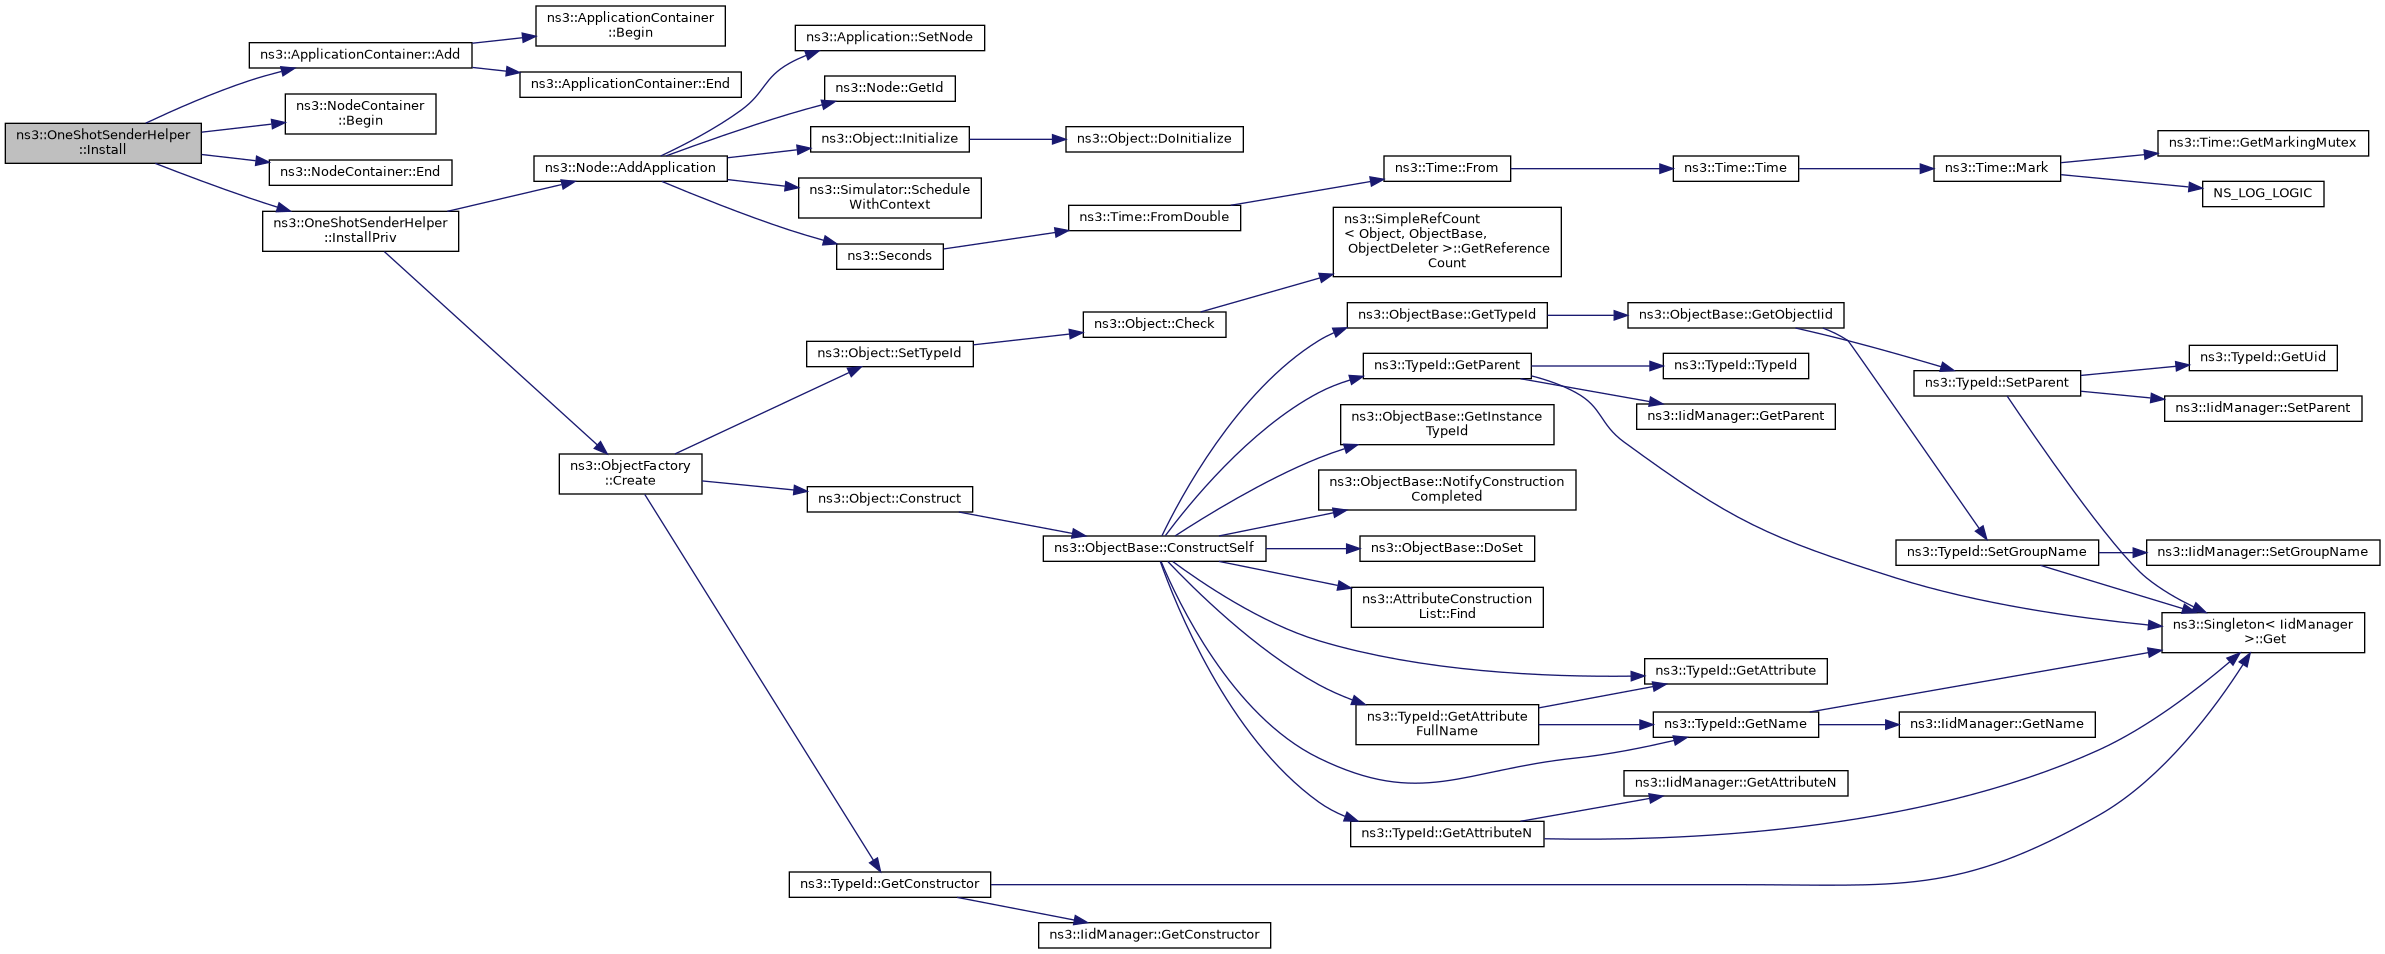 ns3::OneShotSenderHelper
::Install
ns3::ApplicationContainer::Add
ns3::ApplicationContainer
::Begin
ns3::ApplicationContainer::End
ns3::NodeContainer
::Begin
ns3::NodeContainer::End
ns3::OneShotSenderHelper
::InstallPriv
ns3::Node::AddApplication
ns3::Application::SetNode
ns3::Node::GetId
ns3::Object::Initialize
ns3::Object::DoInitialize
ns3::Simulator::Schedule
WithContext
ns3::Seconds
ns3::Time::FromDouble
ns3::Time::From
ns3::Time::Time
ns3::Time::Mark
ns3::Time::GetMarkingMutex
NS_LOG_LOGIC
ns3::ObjectFactory
::Create
ns3::Object::SetTypeId
ns3::Object::Check
ns3::SimpleRefCount
< Object, ObjectBase,
ObjectDeleter >::GetReference
Count
ns3::Object::Construct
ns3::ObjectBase::ConstructSelf
ns3::ObjectBase::GetTypeId
ns3::ObjectBase::GetObjectIid
ns3::TypeId::GetParent
ns3::TypeId::TypeId
ns3::IidManager::GetParent
ns3::TypeId::SetParent
ns3::TypeId::GetUid
ns3::IidManager::SetParent
ns3::ObjectBase::GetInstance
TypeId
ns3::ObjectBase::NotifyConstruction
Completed
ns3::ObjectBase::DoSet
ns3::TypeId::SetGroupName
ns3::IidManager::SetGroupName
ns3::AttributeConstruction
List::Find
ns3::Singleton< IidManager
>::Get
ns3::TypeId::GetAttribute
ns3::TypeId::GetAttribute
FullName
ns3::TypeId::GetName
ns3::IidManager::GetName
ns3::IidManager::GetAttributeN
ns3::TypeId::GetAttributeN
ns3::TypeId::GetConstructor
ns3::IidManager::GetConstructor